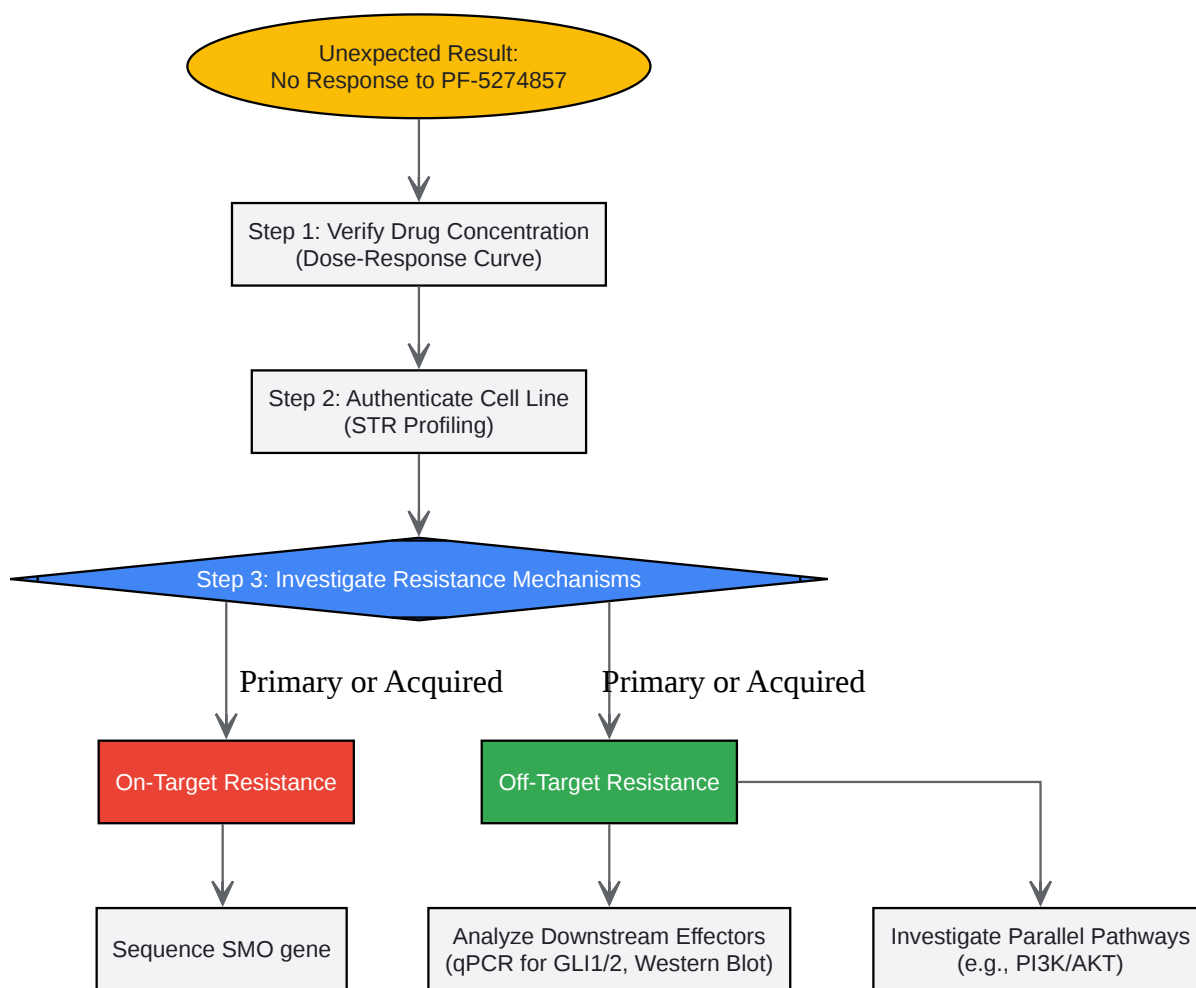 Unexpected Result:
No Response to PF-5274857
Step 1: Verify Drug Concentration
(Dose-Response Curve)
Step 2: Authenticate Cell Line
(STR Profiling)
Step 3: Investigate Resistance Mechanisms
Primary or Acquired
Primary or Acquired
On-Target Resistance
Off-Target Resistance
Sequence SMO gene
Analyze Downstream Effectors
(qPCR for GLI1/2, Western Blot)
Investigate Parallel Pathways
(e.g., PI3K/AKT)